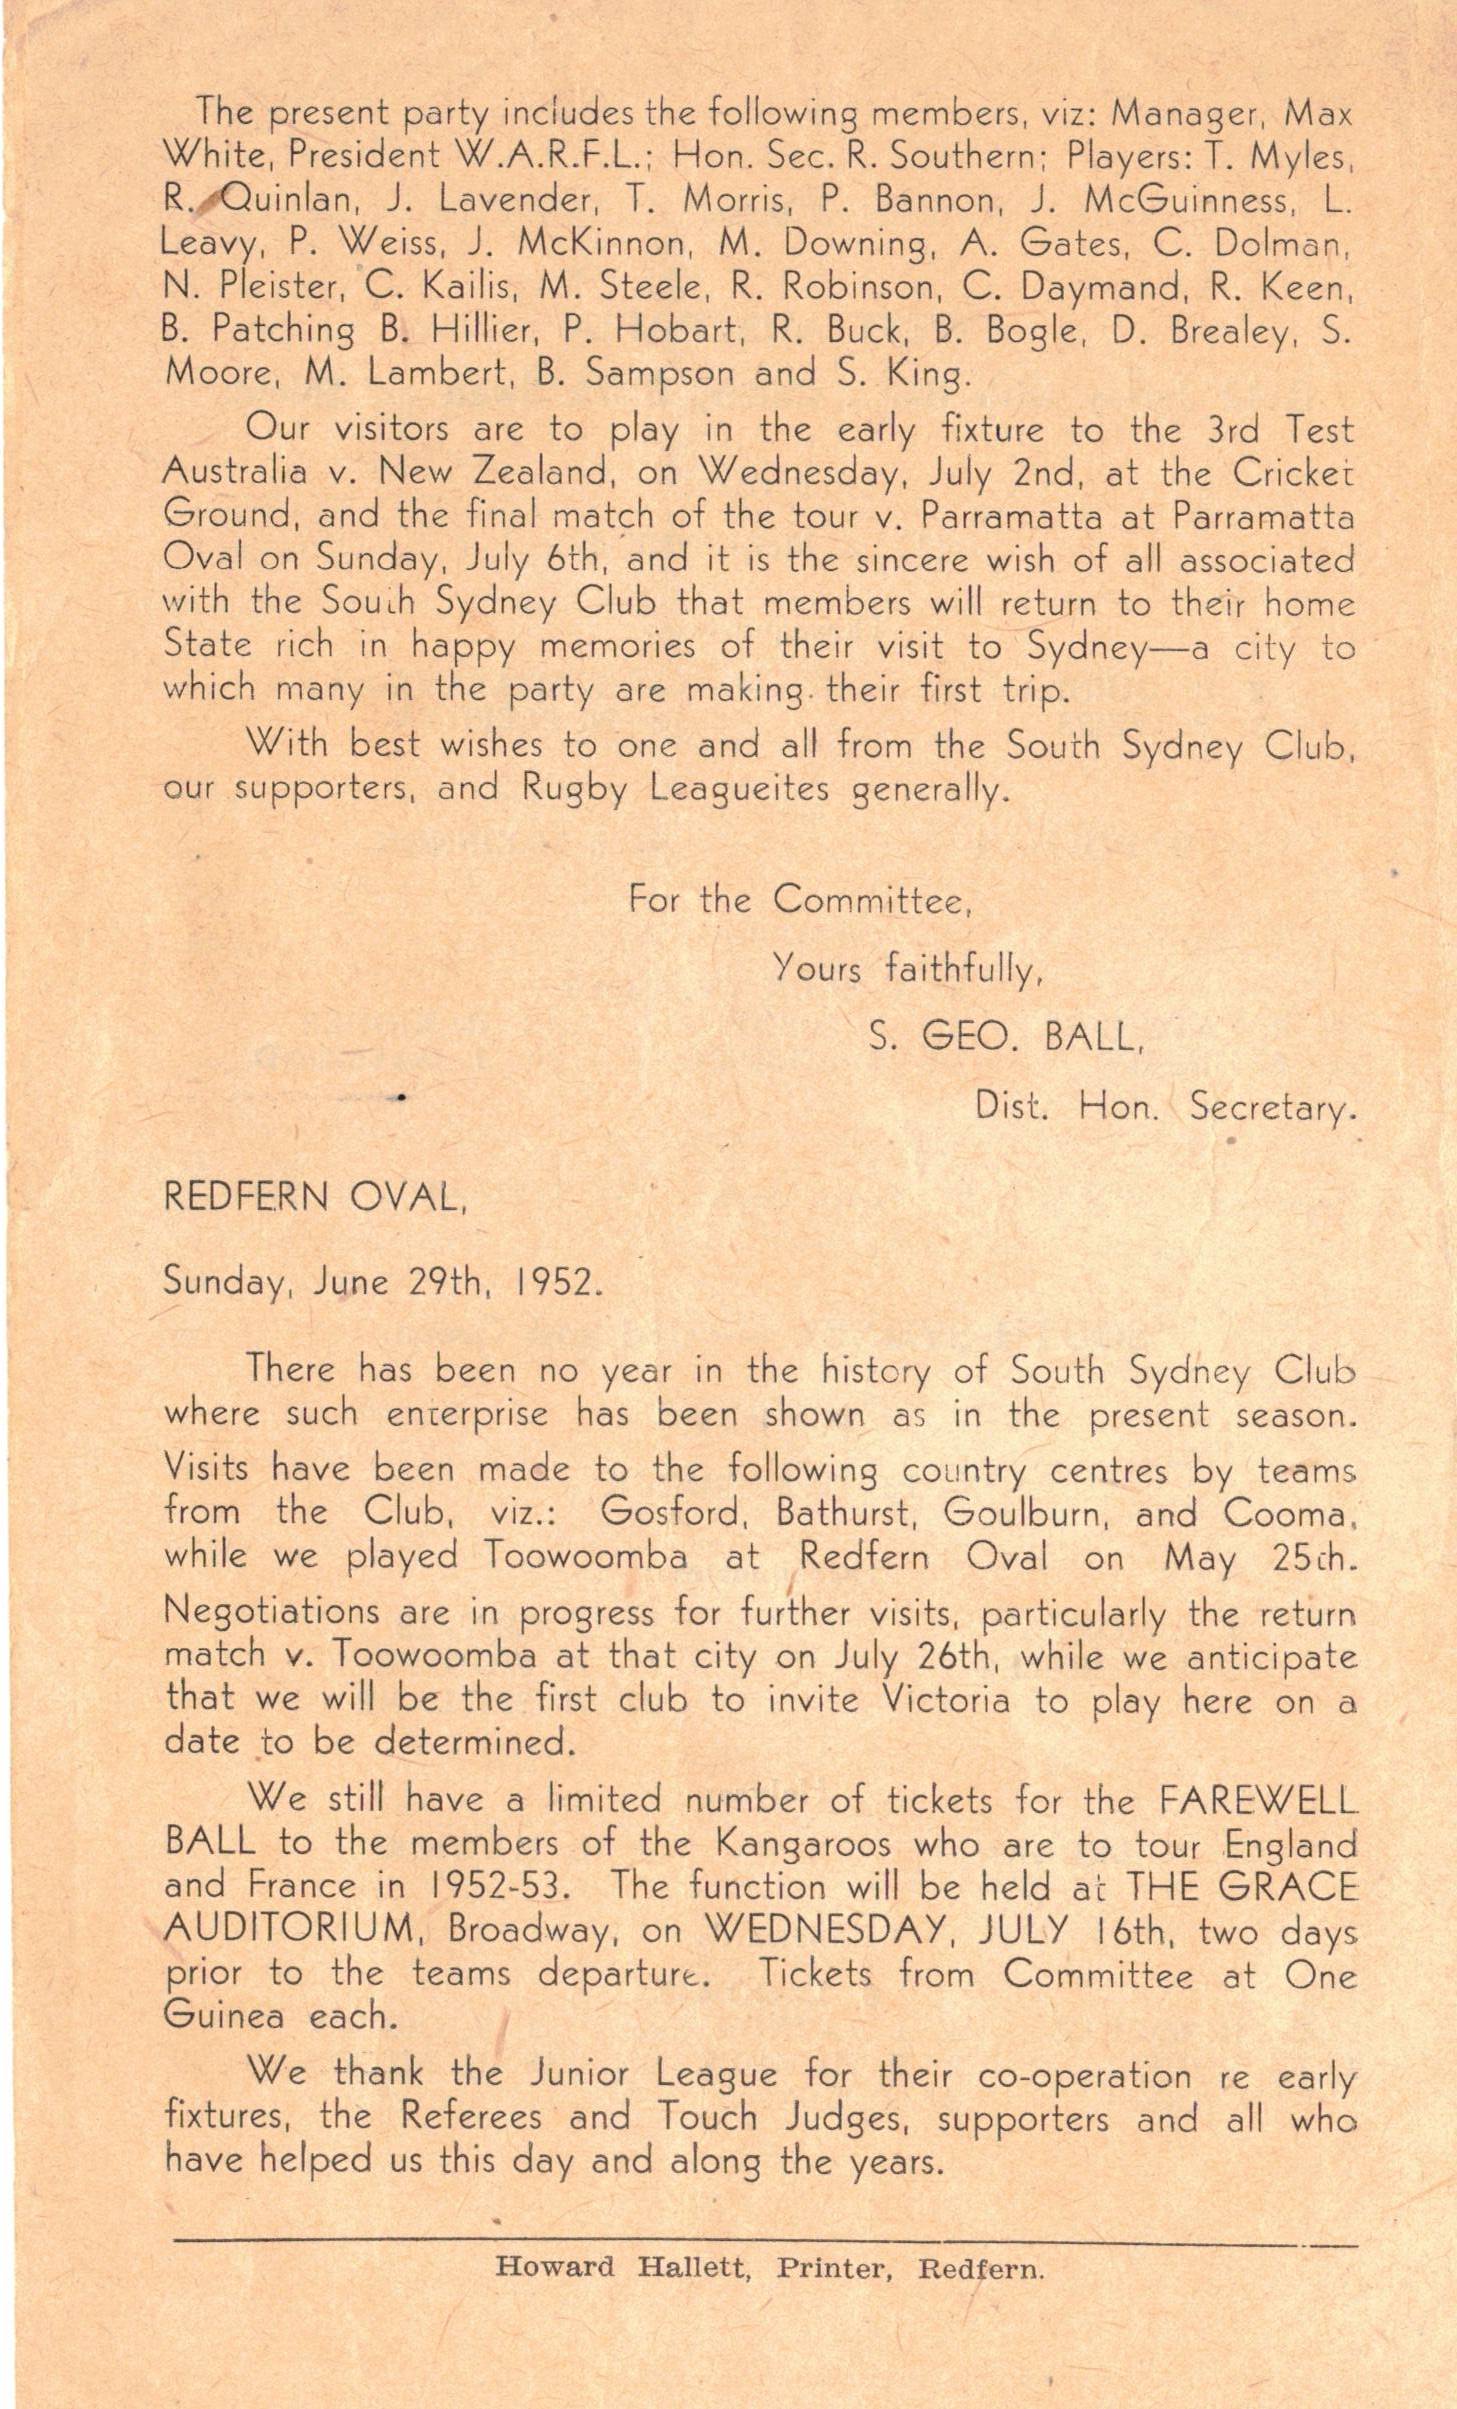 The present party includes the following members, viz: Manager, Max
White, President W.A.R.F.L.; Hon. Sec. R. Southern; Players: T. Myles,
R. Quinlan, J. Lavender, T. Morris, P. Bannon, J. McGuinness, L.
Leavy, P. Weiss, J. McKinnon, M. Downing, A. Gates, C. Dolman,
N. Pleister, C. Kailis, M. Steele, R. Robinson, C. Daymand, R. Keen,
B. Patching B. Hillier, P. Hobart, R. Buck, B. Bogle, D. Brealey, S.
Moore, M. Lambert, B. Sampson and S. King.
Our visitors are to play in the early fixture to the 3rd Test
Australia v. New Zealand, on Wednesday, July 2nd, at the Cricket
Ground, and the final match of the tour v. Parramatta at Parramatta
Oval on Sunday, July 6th, and it is the sincere wish of all associated
with the South Sydney Club that members will return to their home
State rich in happy memories of their visit to Sydney—a city to
which many in the party are making their first trip.
With best wishes to one and all from the South Sydney Club,
our supporters, and Rugby Leagueites generally.
For the Committee,
Yours faithfully,
S. GEO. BALL,
Dist. Hon. Secretary.
REDFERN OVAL,
Sunday, June 29th, 1952.
There has been no year in the history of South Sydney Club
where such enterprise has been shown as in the present season.
Visits have been made to the following country centres by teams
from the Club, viz.: Gosford, Bathurst, Goulburn, and Cooma,
while we played Toowoomba at Redfern Oval on May 25th.
Negotiations are in progress for further visits, particularly the return
match v. Toowoomba at that city on July 26th, while we anticipate
that we will be the first club to invite Victoria to play here on a
date to be determined.
We still have a limited number of tickets for the FAREWELL
BALL to the members of the Kangaroos who are to tour England
and France in 1952-53. The function will be held at THE GRACE
AUDITORIUM, Broadway, on WEDNESDAY, JULY 16th, two days
prior to the teams departure. Tickets from Committee at One
Guinea each.
We thank the Junior League for their co-operation re early
fixtures, the Referees and Touch Judges, supporters and all who
have helped us this day and along the years.
Howard Hallett, Printer, Redfern.